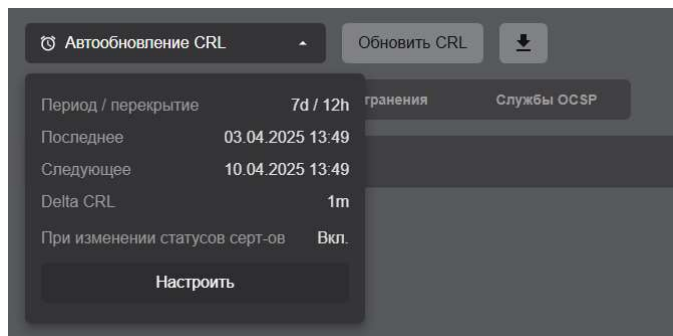 Автообновление CRL
Обновить CRL
Период / перекрытие 7d / 12h
Службы OCSP
Последнее 03.04.2025 13:49
Следующее 10.04.2025 13:49
Delta CRL 1m
При изменении статусов серт-ов Вкл.
Настроить